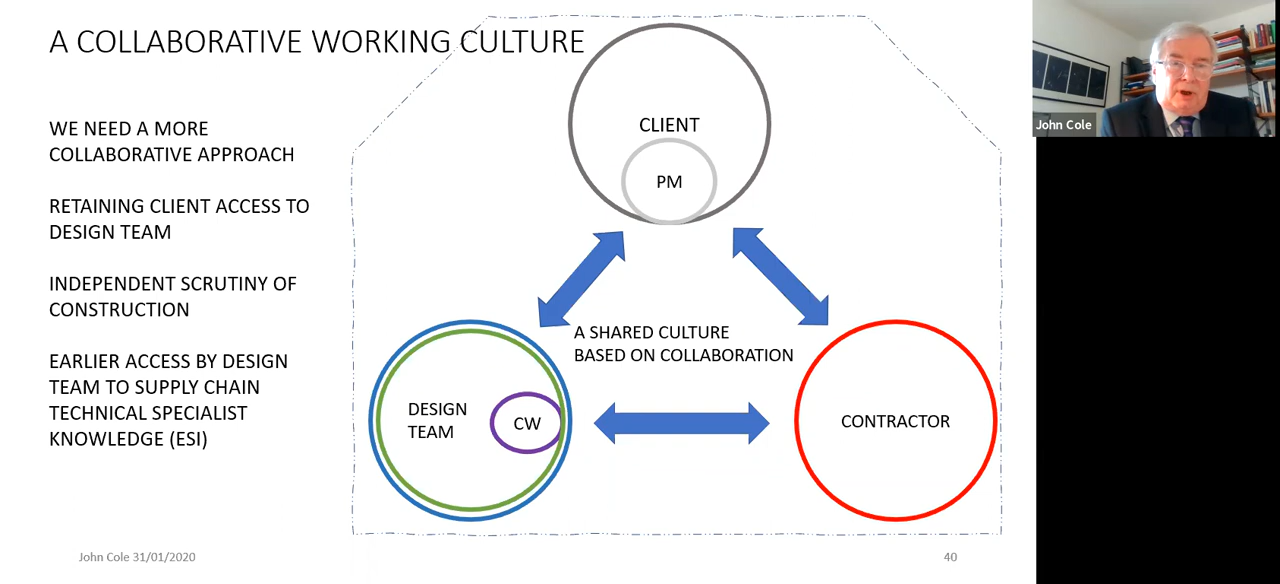 A COLLABORATIVE WORKING CULTURE
WE NEED A MORE
COLLABORATIVE APPROACH
RETAINING CLIENT ACCESS TO
DESIGN TEAM
INDEPENDENT SCRUTINY OF
CONSTRUCTION
EARLIER ACCESS BY DESIGN
TEAM TO SUPPLY CHAIN
TECHNICAL SPECIALIST
KNOWLEDGE (ESI)
CLIENT
PM
A SHARED CULTURE
BASED ON COLLABORATION
DESIGN
TEAM
CW
CONTRACTOR
John Cole 31/01/2020
40
John Cole